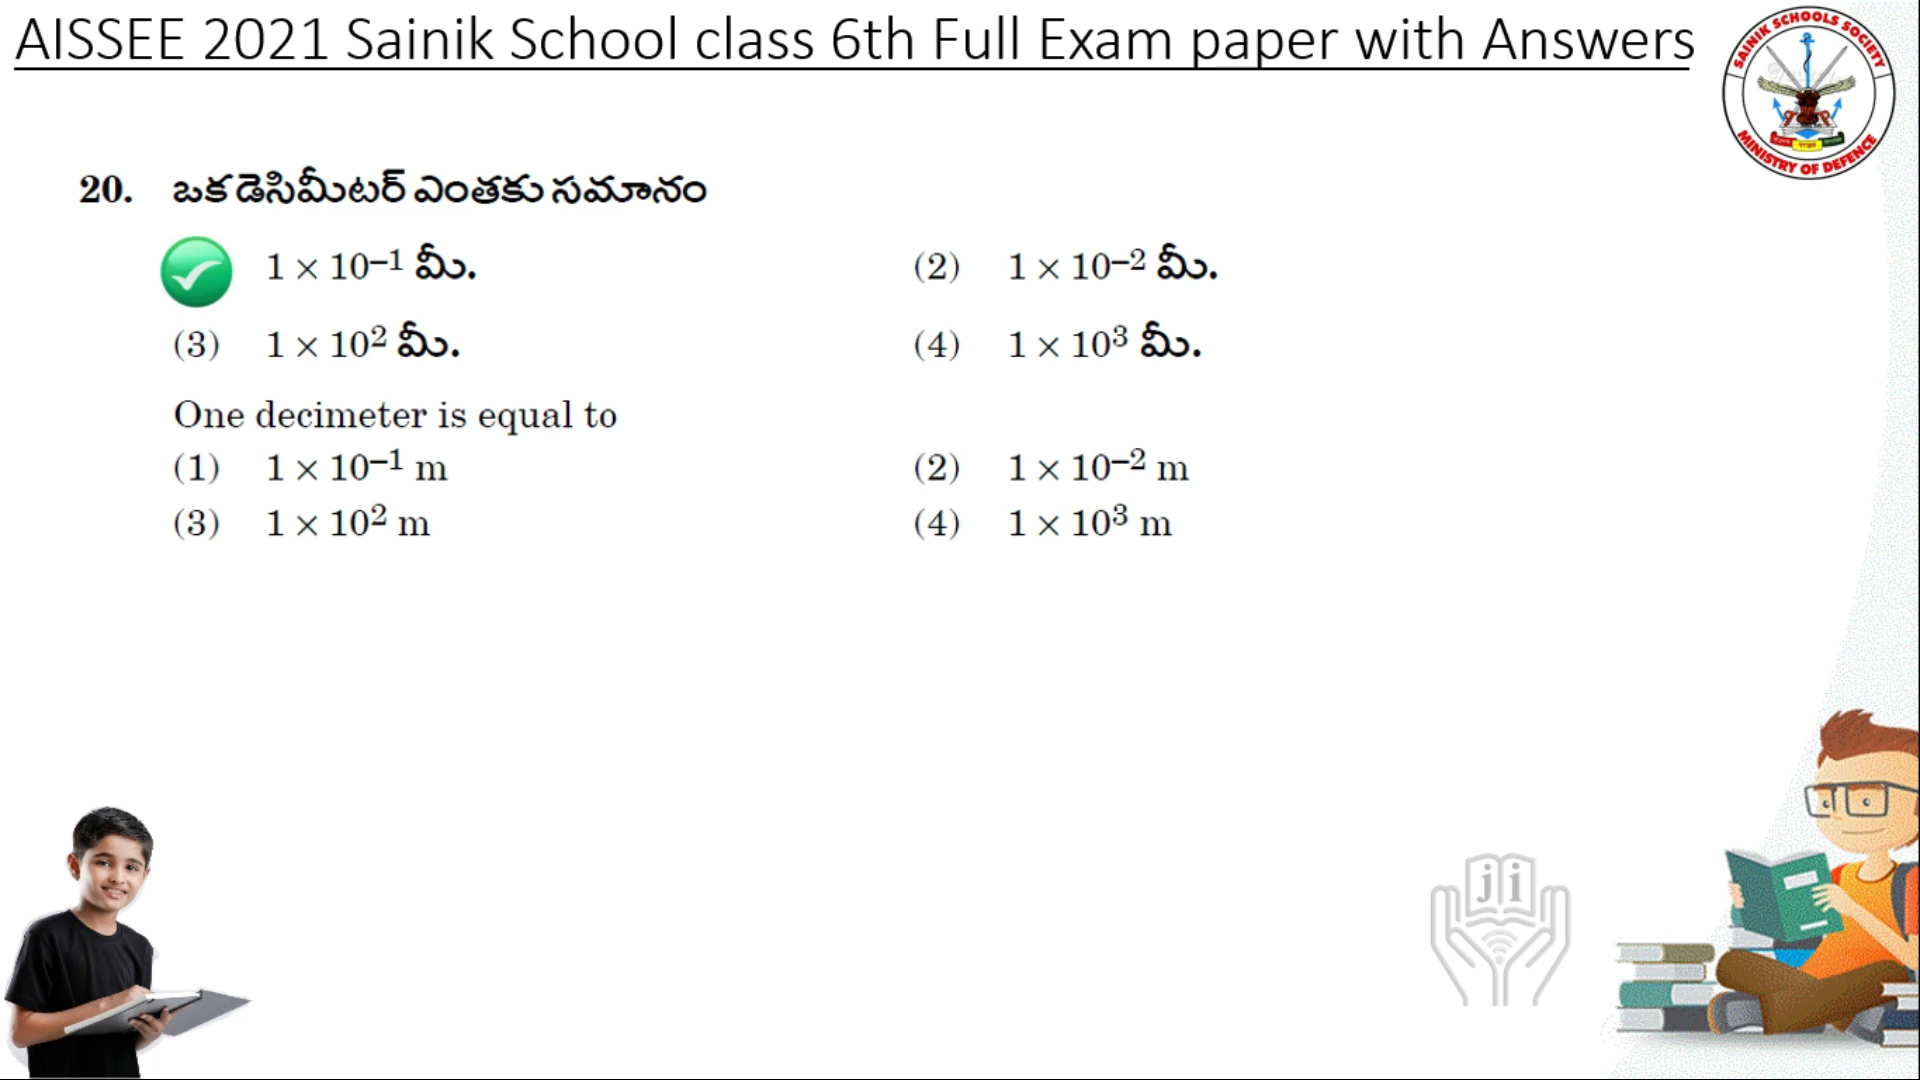 AISSEE 2021 Sainik School class 6th Full Exam paper with Answers
SAINIK SCHOOLS SOCIETY
MINISTRY OF DEFENCE
20. ఒక డెసిమీటర్ ఎంతకు సమానం
1 × 10⁻¹ మీ. (2) 1 × 10⁻² మీ.
(3) 1 × 10² మీ. (4) 1 × 10³ మీ.
One decimeter is equal to
(1) 1 × 10⁻¹ m (2) 1 × 10⁻² m
(3) 1 × 10² m (4) 1 × 10³ m
ji